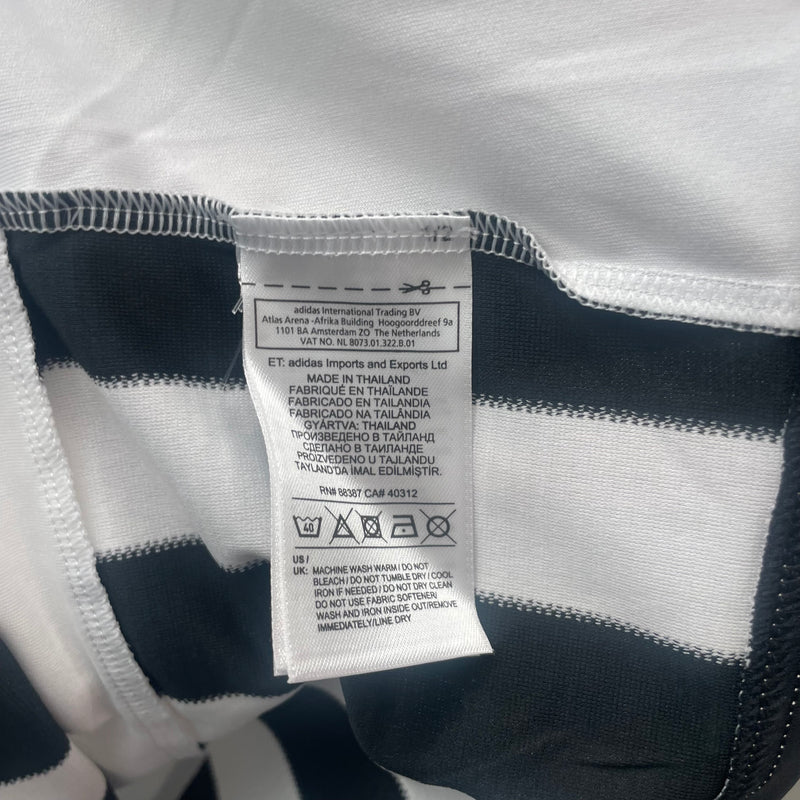 1/2
adidas International Trading BV
Atlas Arena -Afrika Building Hoogoorddreef 9a
1101 BA Amsterdam ZO The Netherlands
VAT NO. NL 8073.01.322.B.01
ET: adidas Imports and Exports Ltd
MADE IN THAILAND
FABRIQUÉ EN THAÏLANDE
FABRICADO EN TAILANDIA
FABRICADO NA TAILÂNDIA
GYÁRTVA: THAILAND
ПРОИЗВЕДЕНО В ТАЙЛАНД
СДЕЛАНО В ТАИЛАНДЕ
PROIZVEDENO U TAJLANDU
TAYLAND'DA İMAL EDİLMİŞTİR.
RN# 88387 CA# 40312
40
US /
UK: MACHINE WASH WARM / DO NOT
BLEACH / DO NOT TUMBLE DRY / COOL
IRON IF NEEDED / DO NOT DRY CLEAN
DO NOT USE FABRIC SOFTENER/
WASH AND IRON INSIDE OUT/REMOVE
IMMEDIATELY/LINE DRY